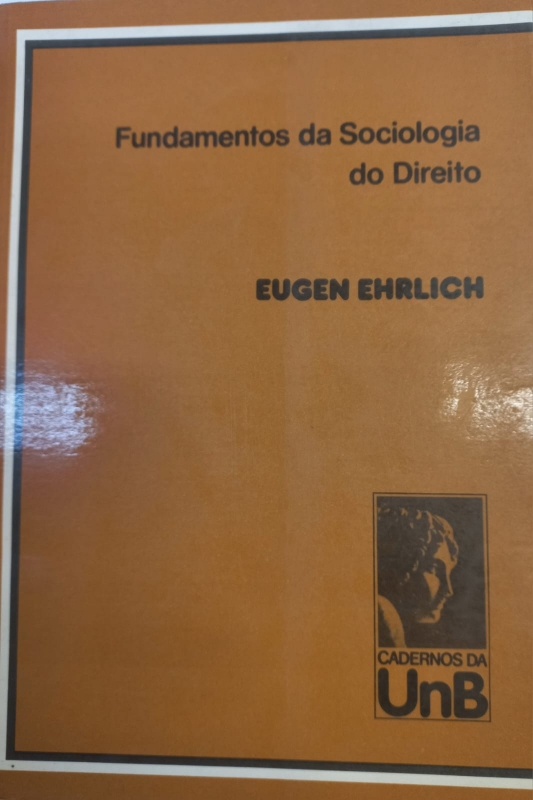 Fundamentos da Sociologia
do Direito
EUGEN EHRLICH
CADERNOS DA
UnB